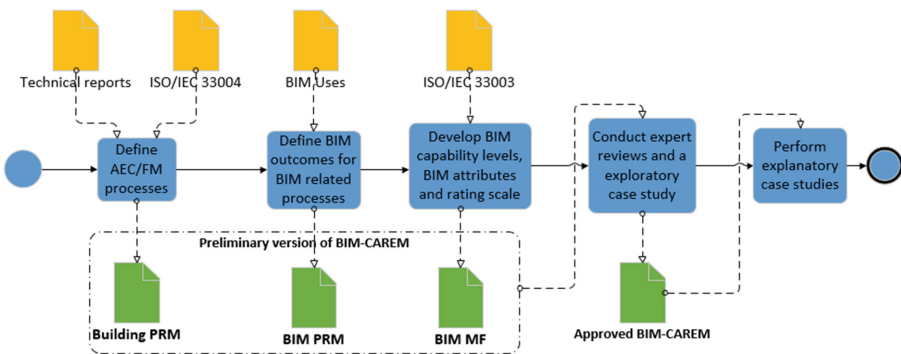 Technical reports
ISO/IEC 33004
BIM Uses
ISO/IEC 33003
Define
AEC/FM
processes
Define BIM
outcomes for
BIM related
processes
Develop BIM
capability levels,
BIM attributes
and rating scale
Conduct expert
reviews and a
exploratory
case study
Perform
explanatory
case studies
Preliminary version of BIM-CAREM
Building PRM
BIM PRM
BIM MF
Approved BIM-CAREM